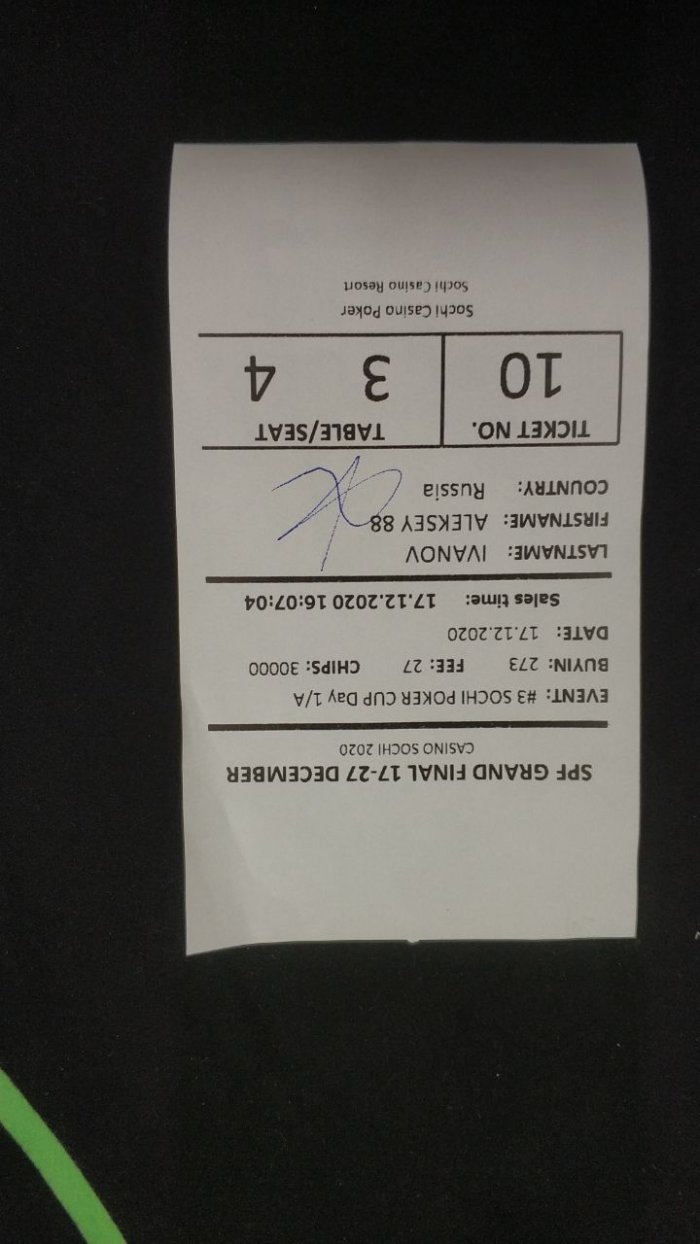 SPF GRAND FINAL 17-27 DECEMBER
CASINO SOCHI 2020
EVENT: #3 SOCHI POKER CUP Day 1/A
BUYIN: 273 FEE: 27 CHIPS: 30000
DATE: 17.12.2020
Sales time: 17.12.2020 16:07:04
LASTNAME: IVANOV
FIRSTNAME: ALEKSEY 88
COUNTRY: Russia
TICKET NO. TABLE/SEAT
10 3 4
Sochi Casino Poker
Sochi Casino Resort